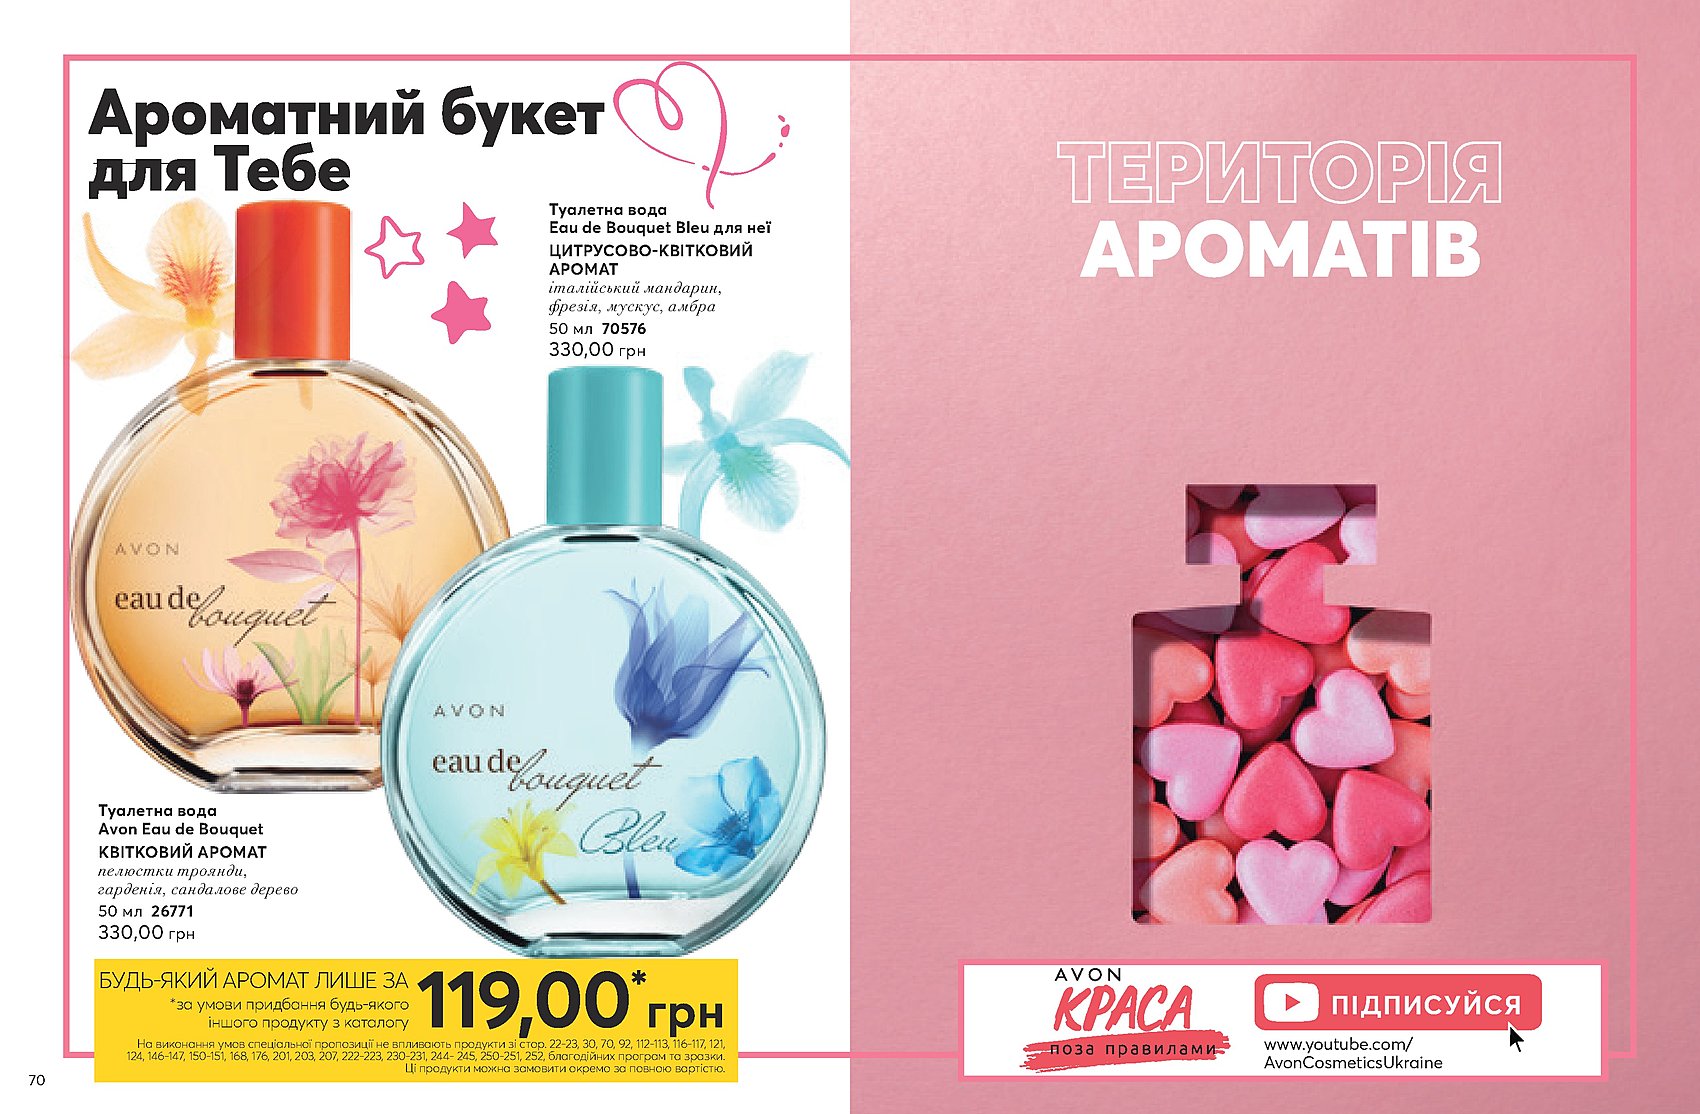 Ароматний букет
для Тебе
Туалетна вода
Eau de Bouquet Bleu для неї
ЦИТРУСОВО-КВІТКОВИЙ
АРОМАТ
італійський мандарин,
фрезія, мускус, амбра
50 мл 70576
330,00 грн
AVON
eau de bouquet
AVON
eau de bouquet
Bleu
Туалетна вода
Avon Eau de Bouquet
КВІТКОВИЙ АРОМАТ
пелюстки троянди,
гарденія, сандалове дерево
50 мл 26771
330,00 грн
БУДЬ-ЯКИЙ АРОМАТ ЛИШЕ ЗА 119,00* грн
*за умови придбання будь-якого
іншого продукту з каталогу
На виконання умов спеціальної пропозиції не впливають продукти зі стор. 22-23, 30, 70, 92, 112-113, 116-117, 121,
124, 146-147, 150-151, 168, 176, 201, 203, 207, 222-223, 230-231, 244- 245, 250-251, 252, благодійних програм та зразки.
Ці продукти можна замовити окремо за повною вартістю.
70
ТЕРИТОРІЯ
АРОМАТІВ
AVON
КРАСА
поза правилами
ПІДПИСУЙСЯ
www.youtube.com/
AvonCosmeticsUkraine